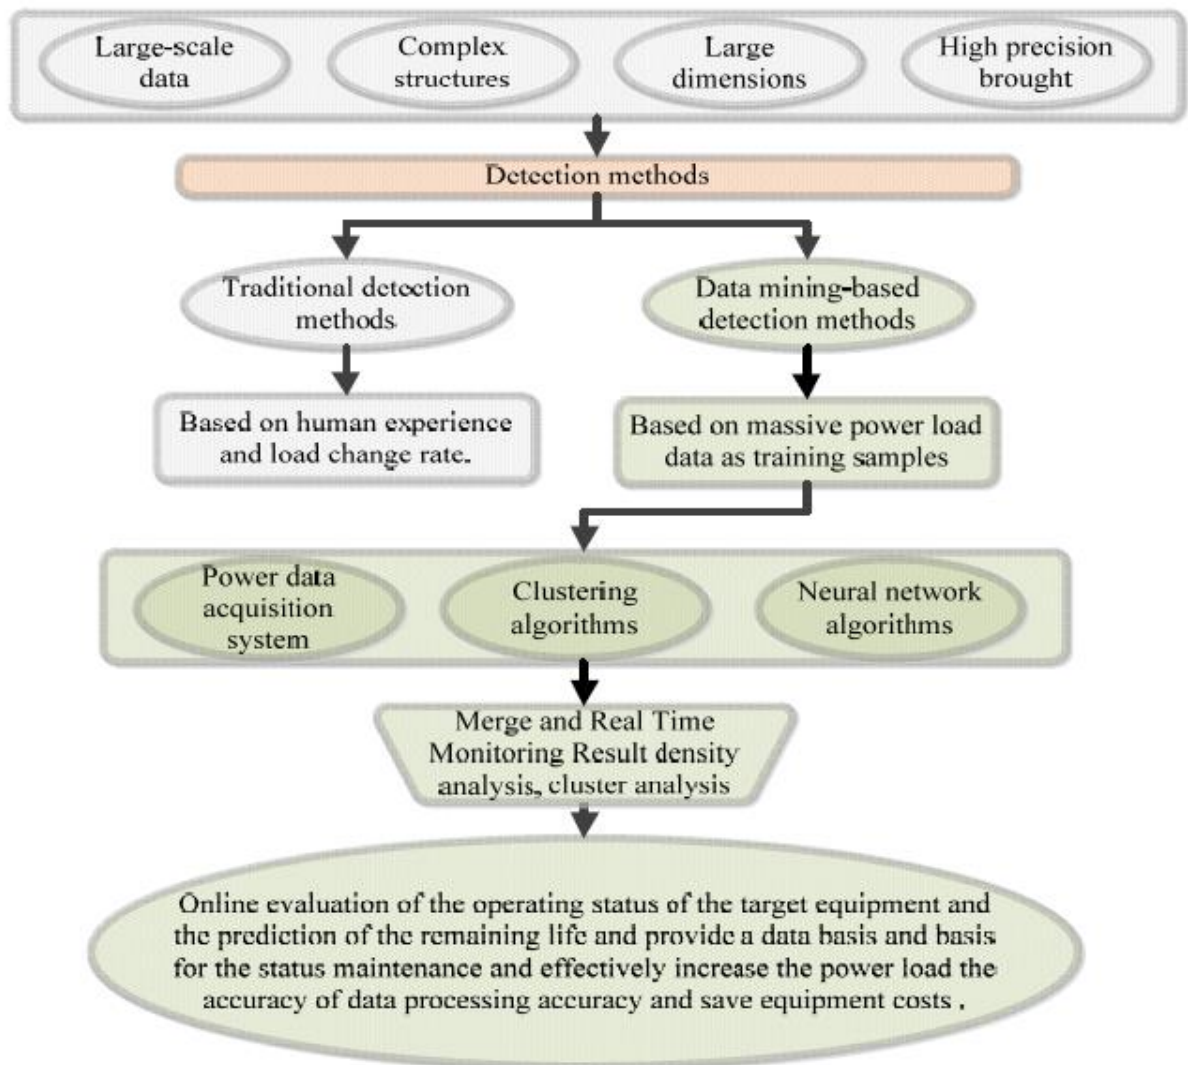 Large-scale
data
Complex
structures
Large
dimensions
High precision
brought
Detection methods
Traditional detection
methods
Data mining-based
detection methods
Based on human experience
and load change rate.
Based on massive power load
data as training samples
Power data
acquisition
system
Clustering
algorithms
Neural network
algorithms
Merge and Real Time
Monitoring Result density
analysis, cluster analysis
Online evaluation of the operating status of the target equipment and
the prediction of the remaining life and provide a data basis and basis
for the status maintenance and effectively increase the power load the
accuracy of data processing accuracy and save equipment costs .